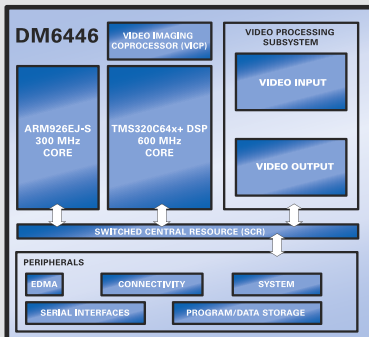 DM6446
VIDEO IMAGING
COPROCESSOR (VICP)
VIDEO PROCESSING
SUBSYSTEM
VIDEO INPUT
VIDEO OUTPUT
ARM926EJ-S
300 MHz
CORE
TMS320C64x+ DSP
600 MHz
CORE
SWITCHED CENTRAL RESOURCE (SCR)
PERIPHERALS
EDMA
CONNECTIVITY
SYSTEM
SERIAL INTERFACES
PROGRAM/DATA STORAGE